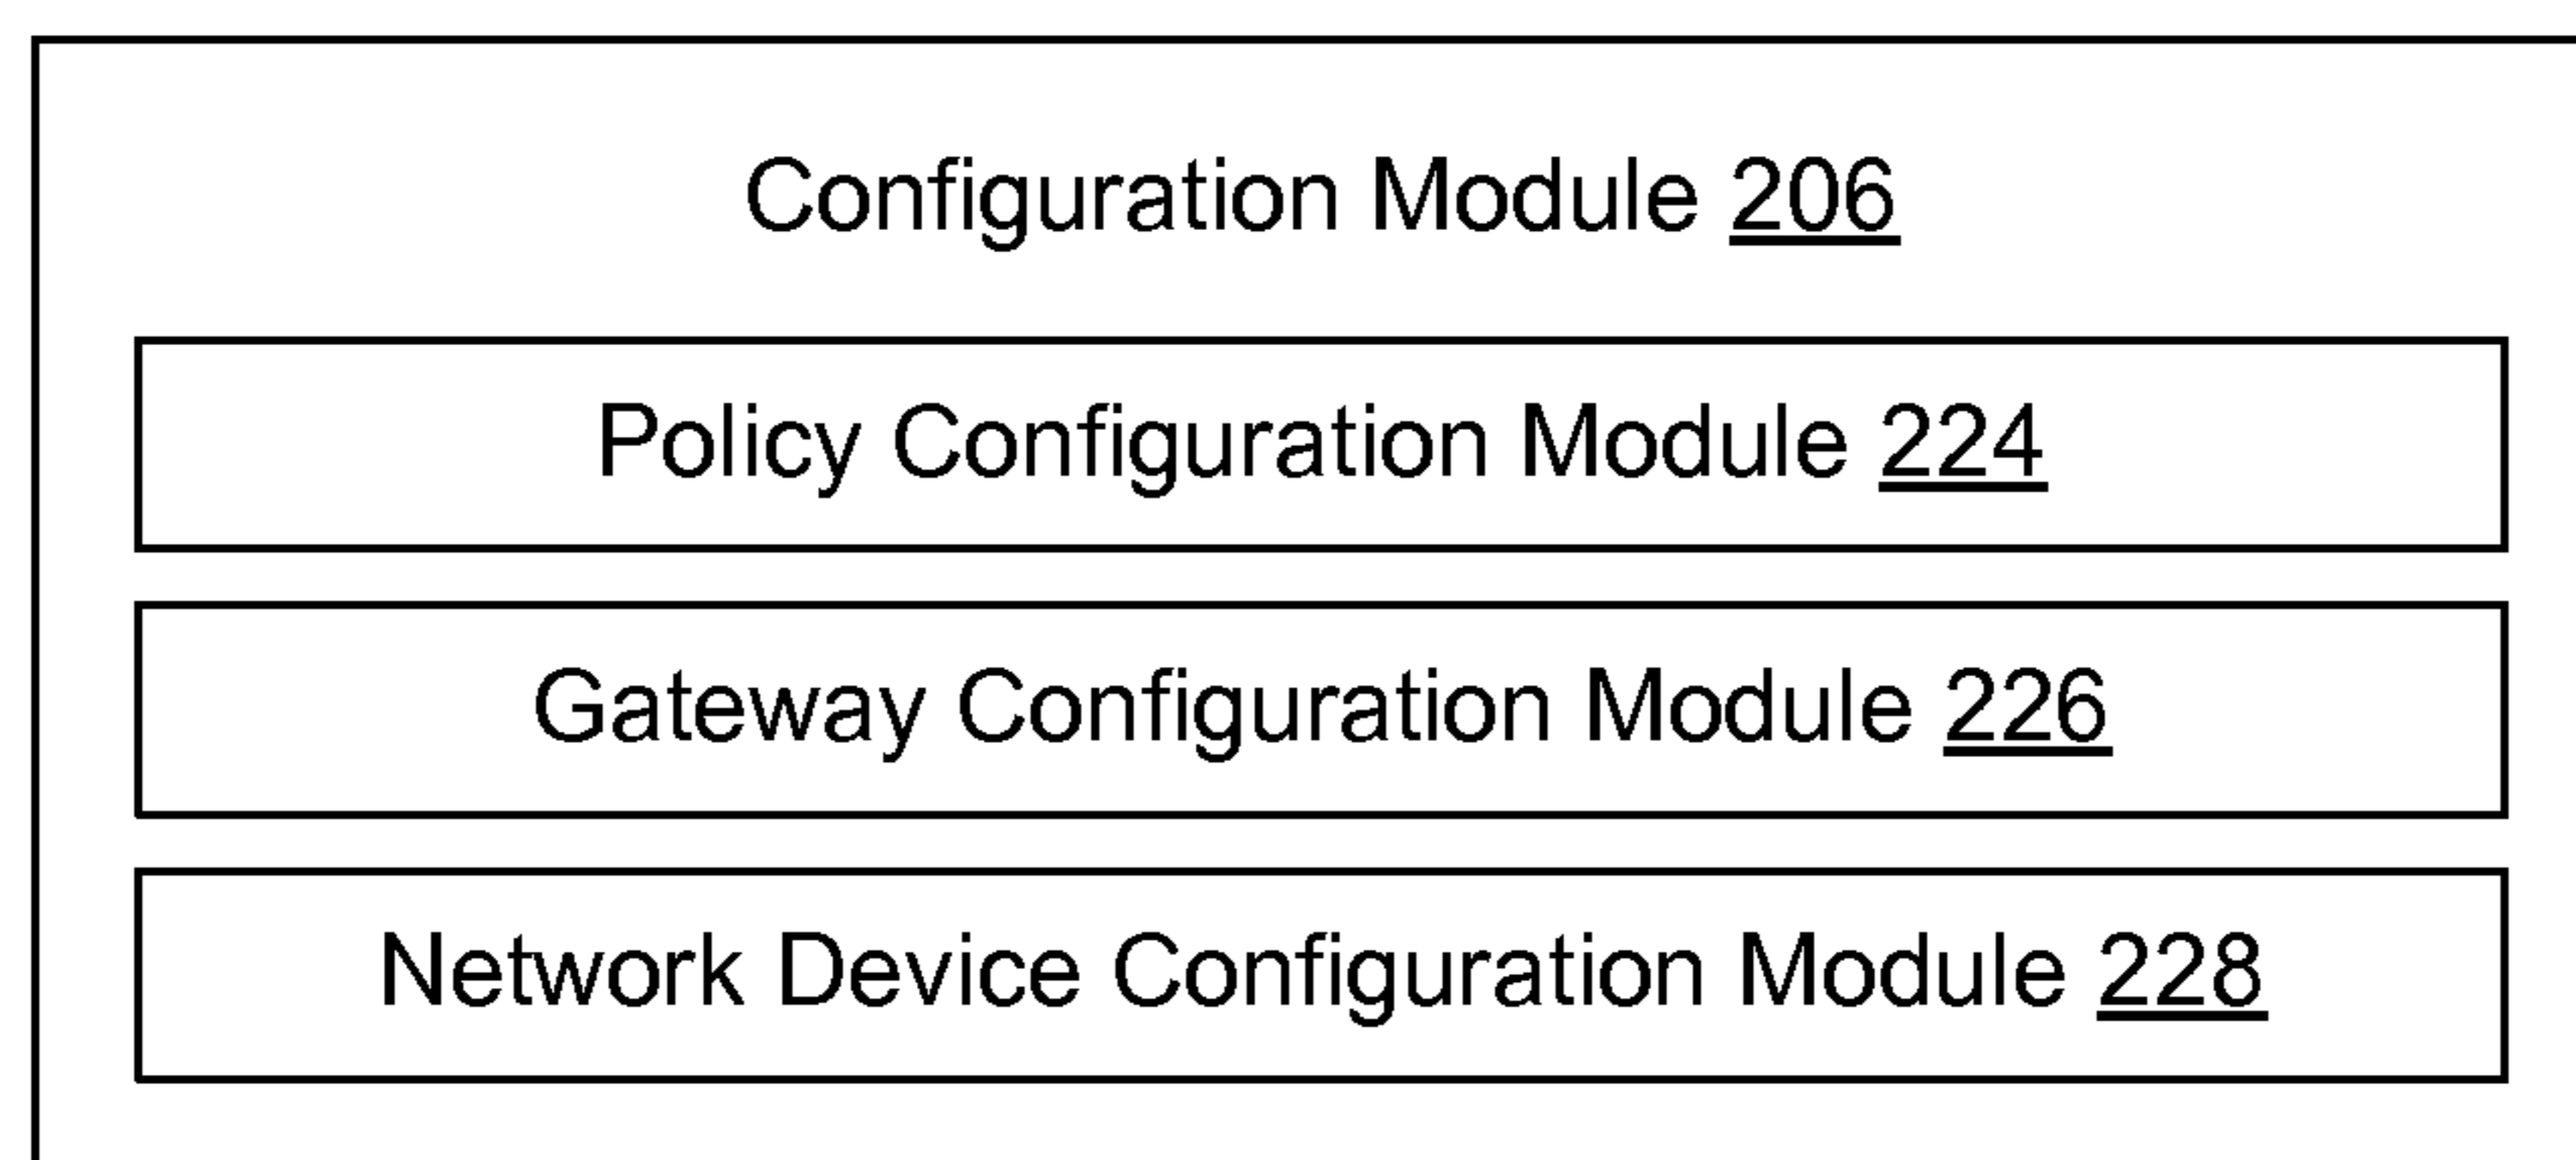 Configuration Module 206
Policy Configuration Module 224
Gateway Configuration Module 226
Network Device Configuration Module 228